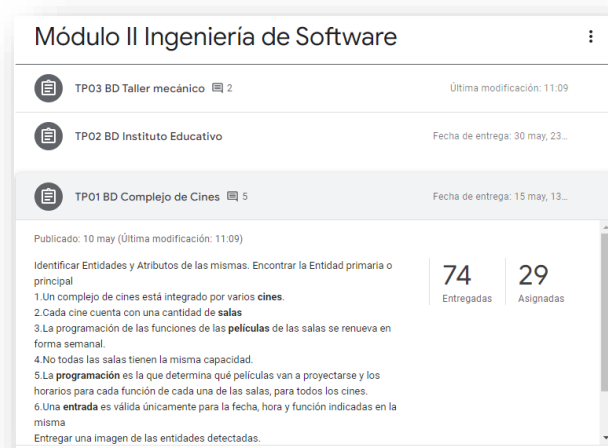 Módulo II Ingeniería de Software
TP03 BD Taller mecánico 2 Última modificación: 11:09
TP02 BD Instituto Educativo Fecha de entrega: 30 may, 23...
TP01 BD Complejo de Cines 5 Fecha de entrega: 15 may, 13...
Publicado: 10 may (Última modificación: 11:09)
Identificar Entidades y Atributos de las mismas. Encontrar la Entidad primaria o
principal
1.Un complejo de cines está integrado por varios cines.
2.Cada cine cuenta con una cantidad de salas
3.La programación de las funciones de las películas de las salas se renueva en
forma semanal.
4.No todas las salas tienen la misma capacidad.
5.La programación es la que determina qué películas van a proyectarse y los
horarios para cada función de cada una de las salas, para todos los cines.
6.Una entrada es válida únicamente para la fecha, hora y función indicadas en la
misma
Entregar una imagen de las entidades detectadas.
74 29
Entregadas Asignadas